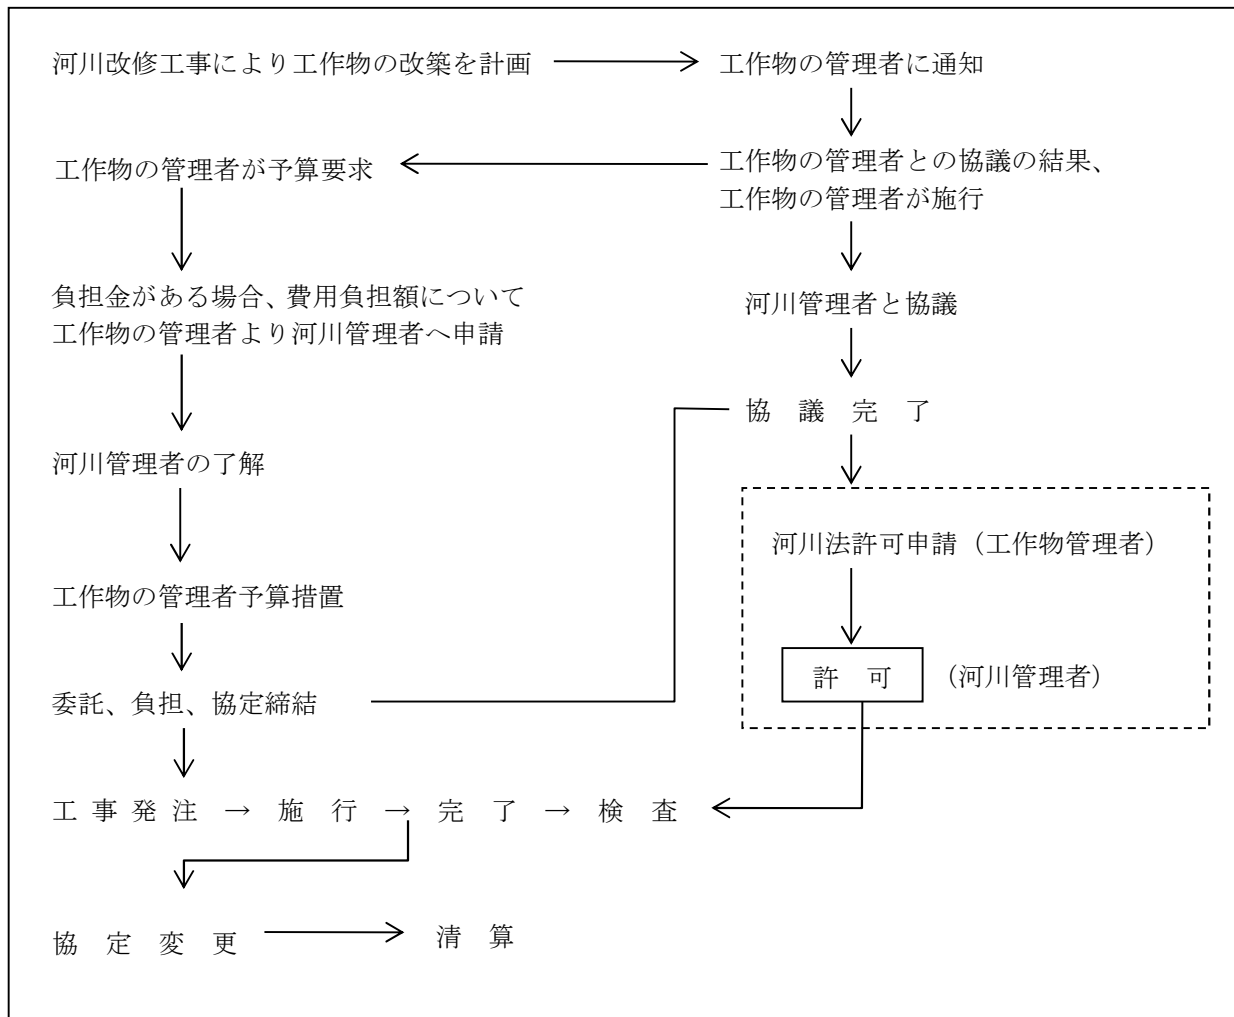 河川改修工事により工作物の改築を計画
工作物の管理者に通知
工作物の管理者が予算要求
工作物の管理者との協議の結果、
工作物の管理者が施行
負担金がある場合、費用負担額について
工作物の管理者より河川管理者へ申請
河川管理者と協議
協 議 完 了
河川管理者の了解
河川法許可申請（工作物管理者）
工作物の管理者予算措置
許 可 （河川管理者）
委託、負担、協定締結
工 事 発 注 → 施 行 → 完 了 → 検 査
協 定 変 更
清 算